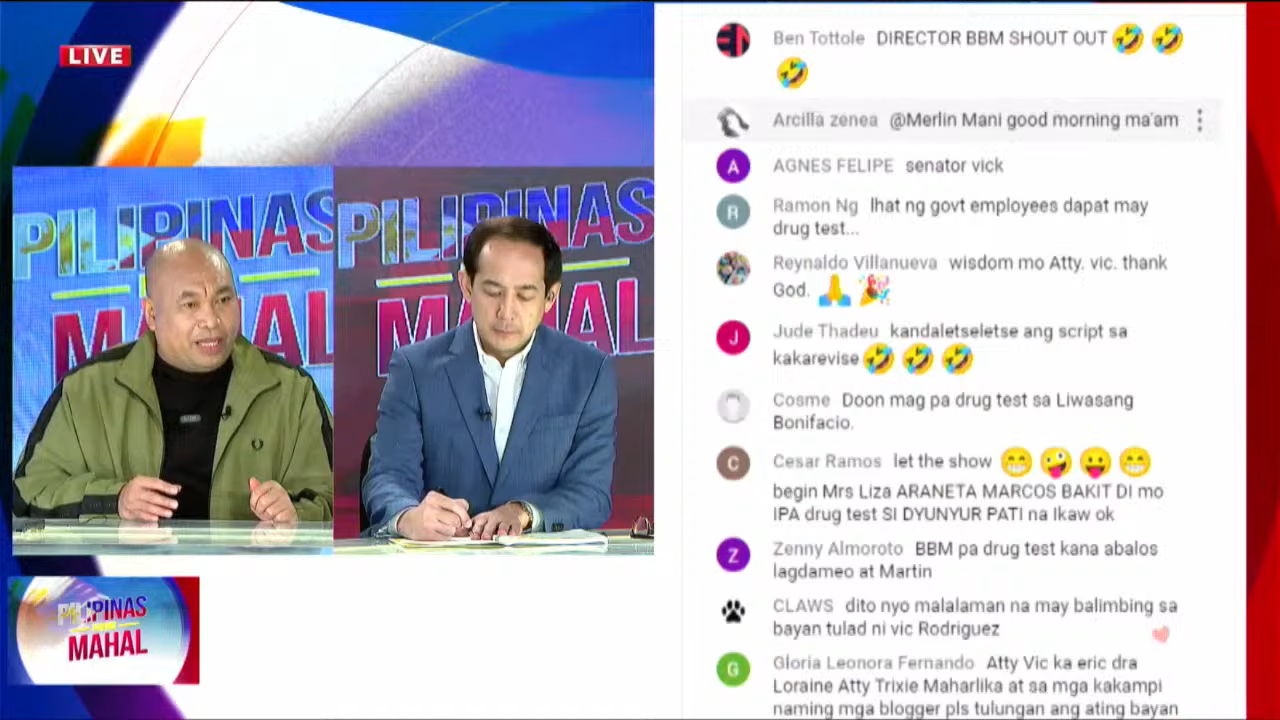 LIVE
PILIPINAS
MAHAL
PILIPINAS
MAHAL
PILIPINAS
MAHAL
Ben Tottole DIRECTOR BBM SHOUT OUT 🤣 🤣
🤣
Arcilla zenea @Merlin Mani good morning ma'am
A AGNES FELIPE senator vick
R Ramon Ng lhat ng govt employees dapat may
drug test...
Reynaldo Villanueva wisdom mo Atty. vic. thank
God. 🙏 🎉
J Jude Thadeu kandaletseletse ang script sa
kakarevise 🤣 🤣 🤣
Cosme Doon mag pa drug test sa Liwasang
Bonifacio.
C Cesar Ramos let the show 😁 🤪 😛 😁
begin Mrs Liza ARANETA MARCOS BAKIT DI mo
IPA drug test SI DYUNYUR PATI na Ikaw ok
Z Zenny Almoroto BBM pa drug test kana abalos
lagdameo at Martin
CLAWS dito nyo malalaman na may balimbing sa
bayan tulad ni vic Rodriguez
G Gloria Leonora Fernando Atty Vic ka eric dra
Loraine Atty Trixie Maharlika at sa mga kakampi
naming mga blogger pls tulungan ang ating bayan